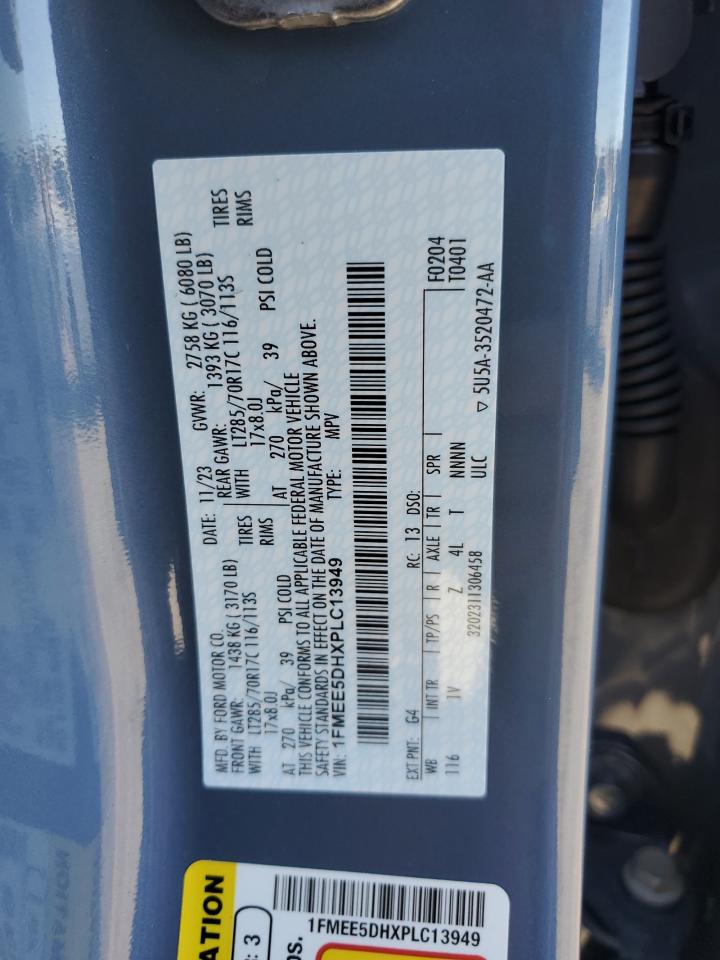 MFD. BY FORD MOTOR CO.
DATE: 11/23 GVWR: 2758 KG ( 6080 LB)
FRONT GAWR: 1438 KG (3170 LB) REAR GAWR: 1393 KG ( 3070 LB)
WITH LT285/70R17C 116/113S TIRES WITH LT285/70R17C 116/113S TIRES
17x8.0J RIMS 17x8.0J RIMS
AT 270 kPa/ 39 PSI COLD AT 270 kPa/ 39 PSI COLD
THIS VEHICLE CONFORMS TO ALL APPLICABLE FEDERAL MOTOR VEHICLE
SAFETY STANDARDS IN EFFECT ON THE DATE OF MANUFACTURE SHOWN ABOVE.
VIN: 1FMEE5DHXPLC13949 TYPE: MPV
EXT PNT: G4 RC: 13 DSO: F0204
WB INT TR TP/PS R AXLE TR SPR T0401
116 1V Z 4L T NNNN
3202311306458 ULC
▽ 5U5A-3520472-AA
1FMEE5DHXPLC13949
: 3